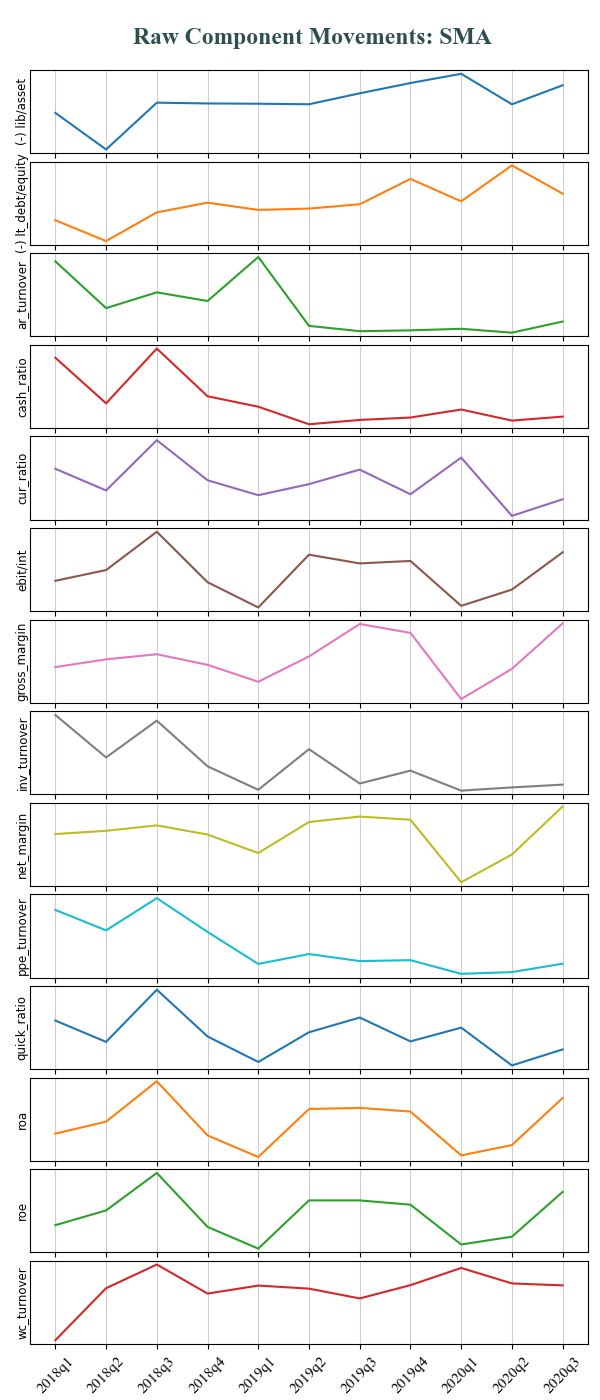 Raw Component Movements: SMA
(-) lib/asset
(-) lt_debt/equity
ar_turnover
cash_ratio
cur_ratio
ebit/int
gross_margin
inv_turnover
net_margin
ppe_turnover
quick_ratio
roa
roe
wc_turnover
2018q1 2018q2 2018q3 2018q4 2019q1 2019q2 2019q3 2019q4 2020q1 2020q2 2020q3